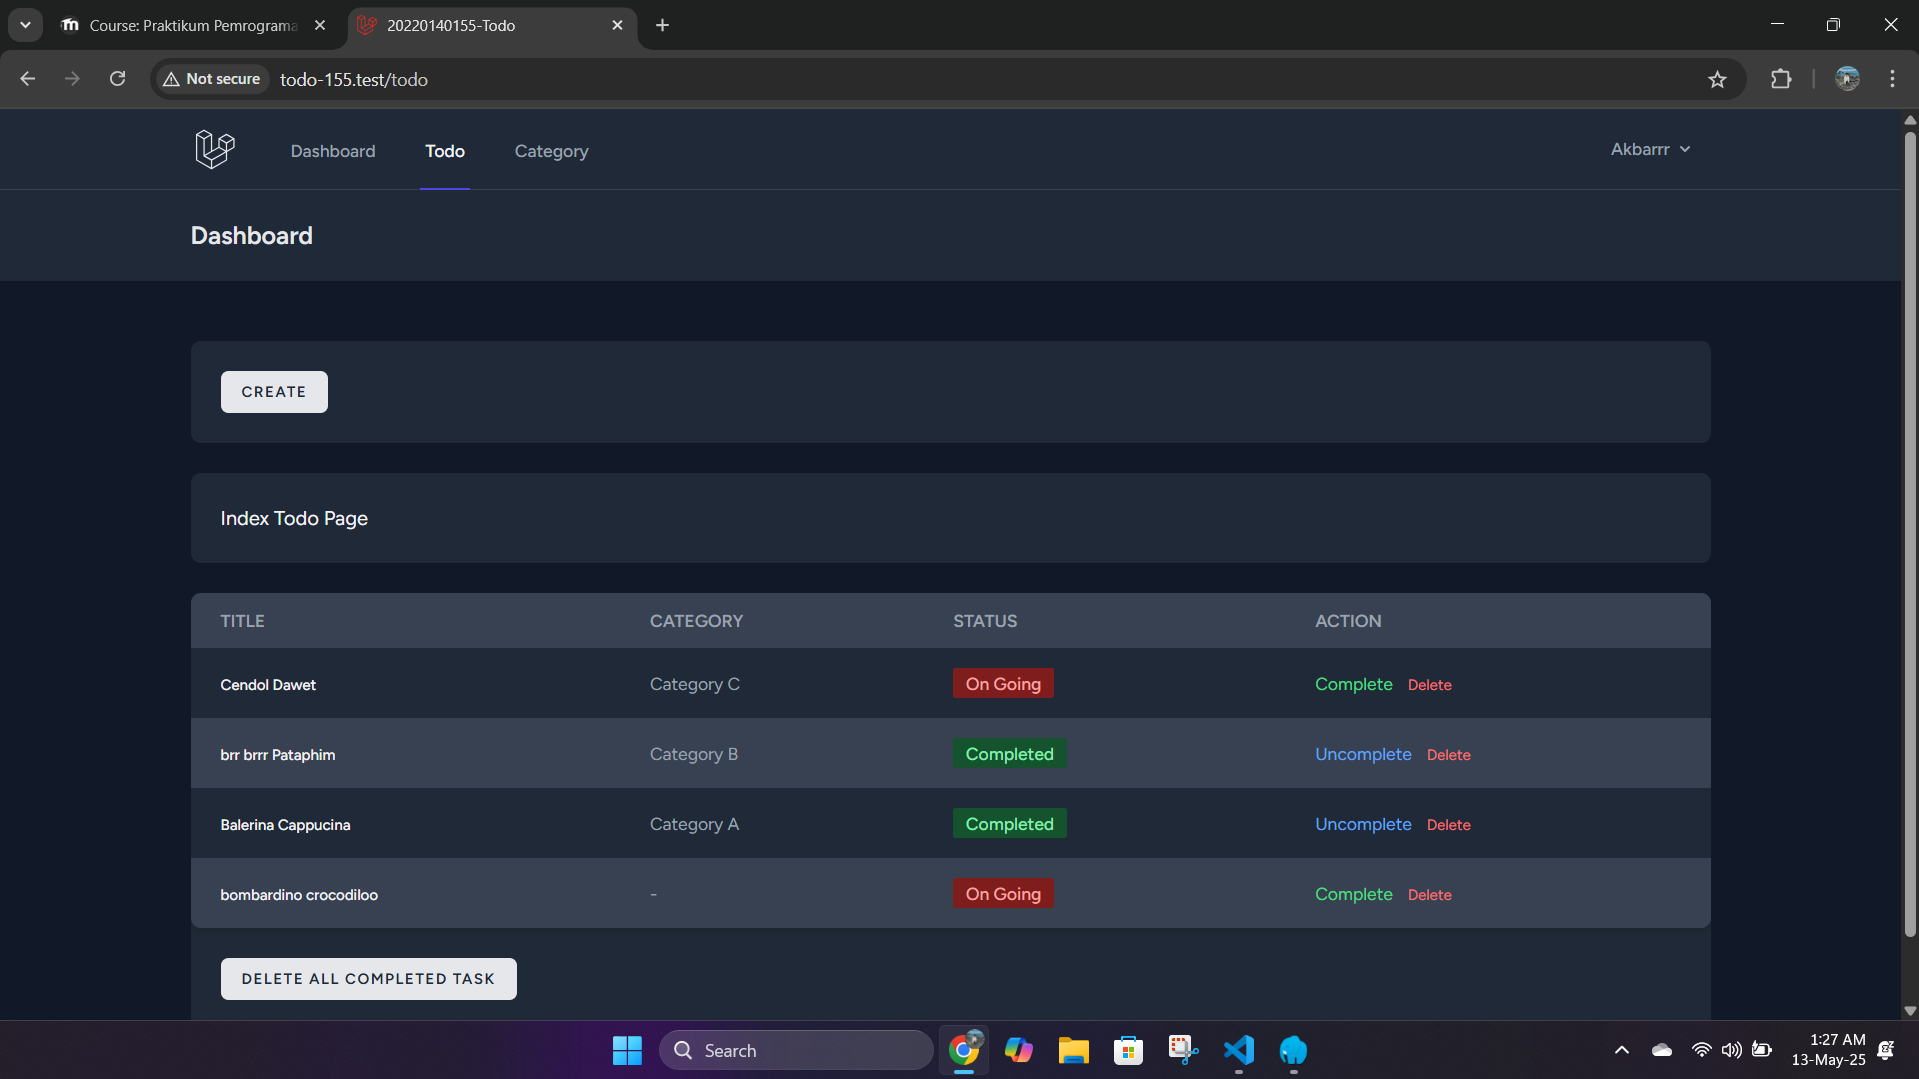 Course: Praktikum Pemrograma
20220140155-Todo
Not secure
todo-155.test/todo
Dashboard
Todo
Category
Akbarrr
Dashboard
CREATE
Index Todo Page
TITLE CATEGORY STATUS ACTION
Cendol Dawet Category C On Going Complete Delete
brr brrr Pataphim Category B Completed Uncomplete Delete
Balerina Cappucina Category A Completed Uncomplete Delete
bombardino crocodiloo - On Going Complete Delete
DELETE ALL COMPLETED TASK
Search
1:27 AM
13-May-25